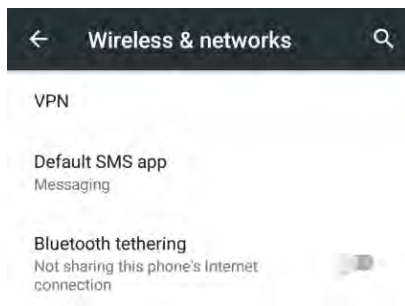 Wireless & networks
VPN
Default SMS app
Messaging
Bluetooth tethering
Not sharing this phone's Internet
connection